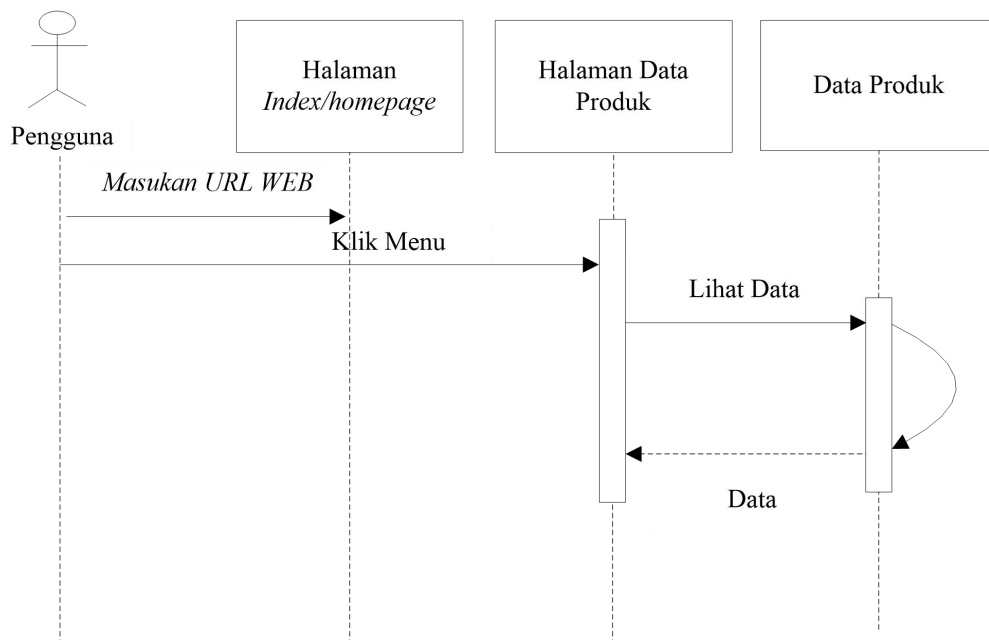 Pengguna
Halaman
Index/homepage
Halaman Data
Produk
Data Produk
Masukan URL WEB
Klik Menu
Lihat Data
Data